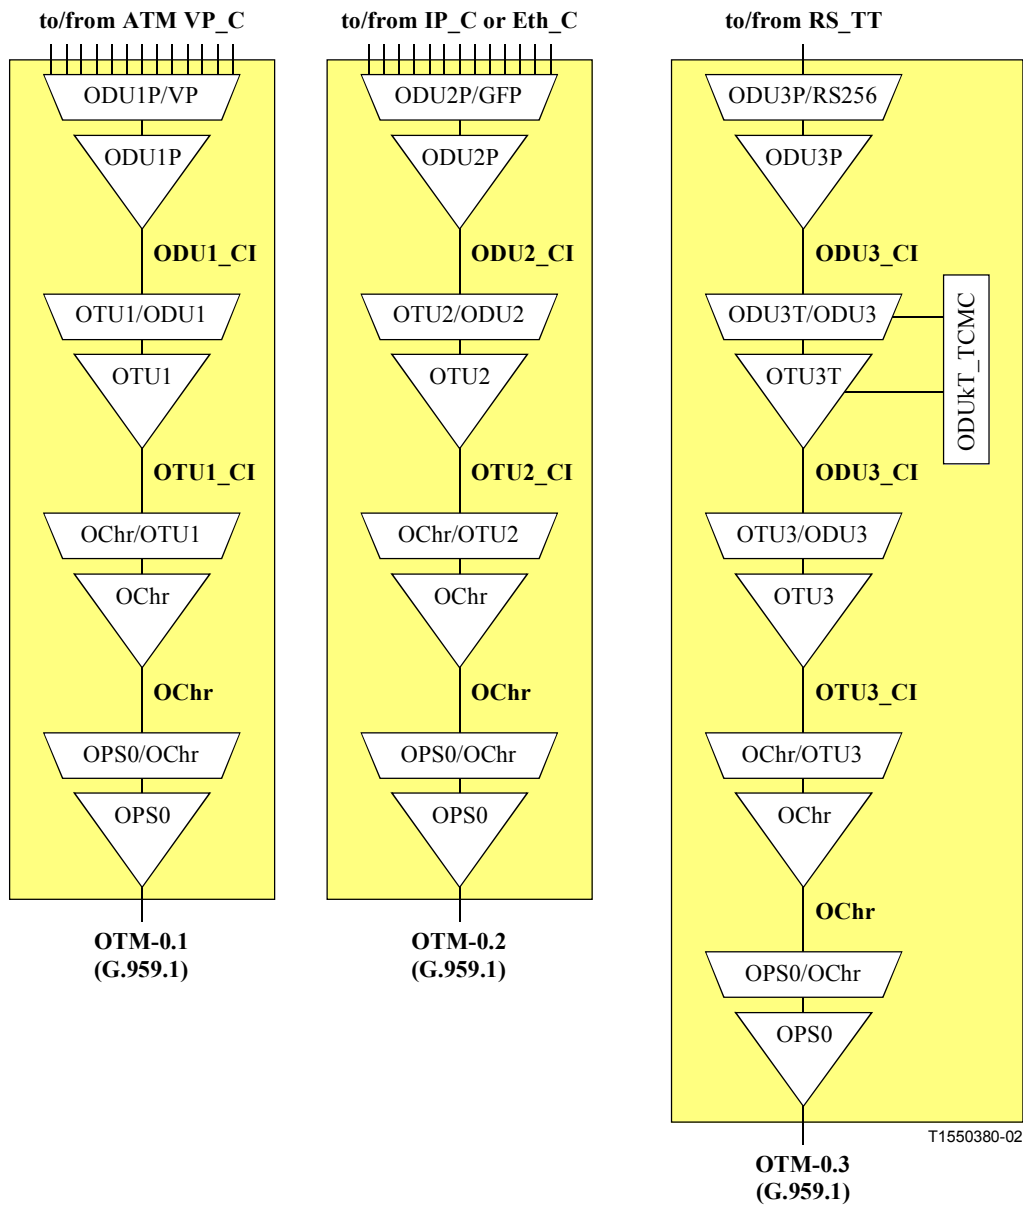 to/from ATM VP_C
ODU1P/VP
ODU1P
ODU1_CI
OTU1/ODU1
OTU1
OTU1_CI
OChr/OTU1
OChr
OChr
OPS0/OChr
OPS0
OTM-0.1
(G.959.1)
to/from IP_C or Eth_C
ODU2P/GFP
ODU2P
ODU2_CI
OTU2/ODU2
OTU2
OTU2_CI
OChr/OTU2
OChr
OChr
OPS0/OChr
OPS0
OTM-0.2
(G.959.1)
to/from RS_TT
ODU3P/RS256
ODU3P
ODU3_CI
ODU3T/ODU3
OTU3T
ODUkT_TCMC
ODU3_CI
OTU3/ODU3
OTU3
OTU3_CI
OChr/OTU3
OChr
OChr
OPS0/OChr
OPS0
T1550380-02
OTM-0.3
(G.959.1)